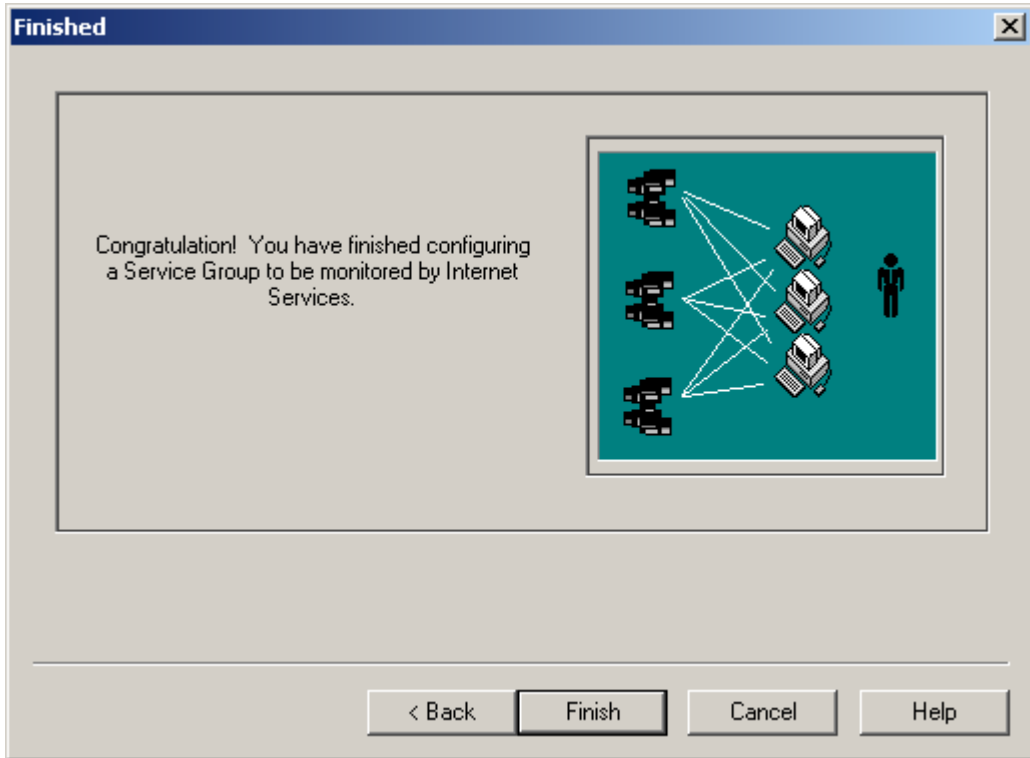 Finished
Congratulation! You have finished configuring
a Service Group to be monitored by Internet
Services.
< Back
Finish
Cancel
Help